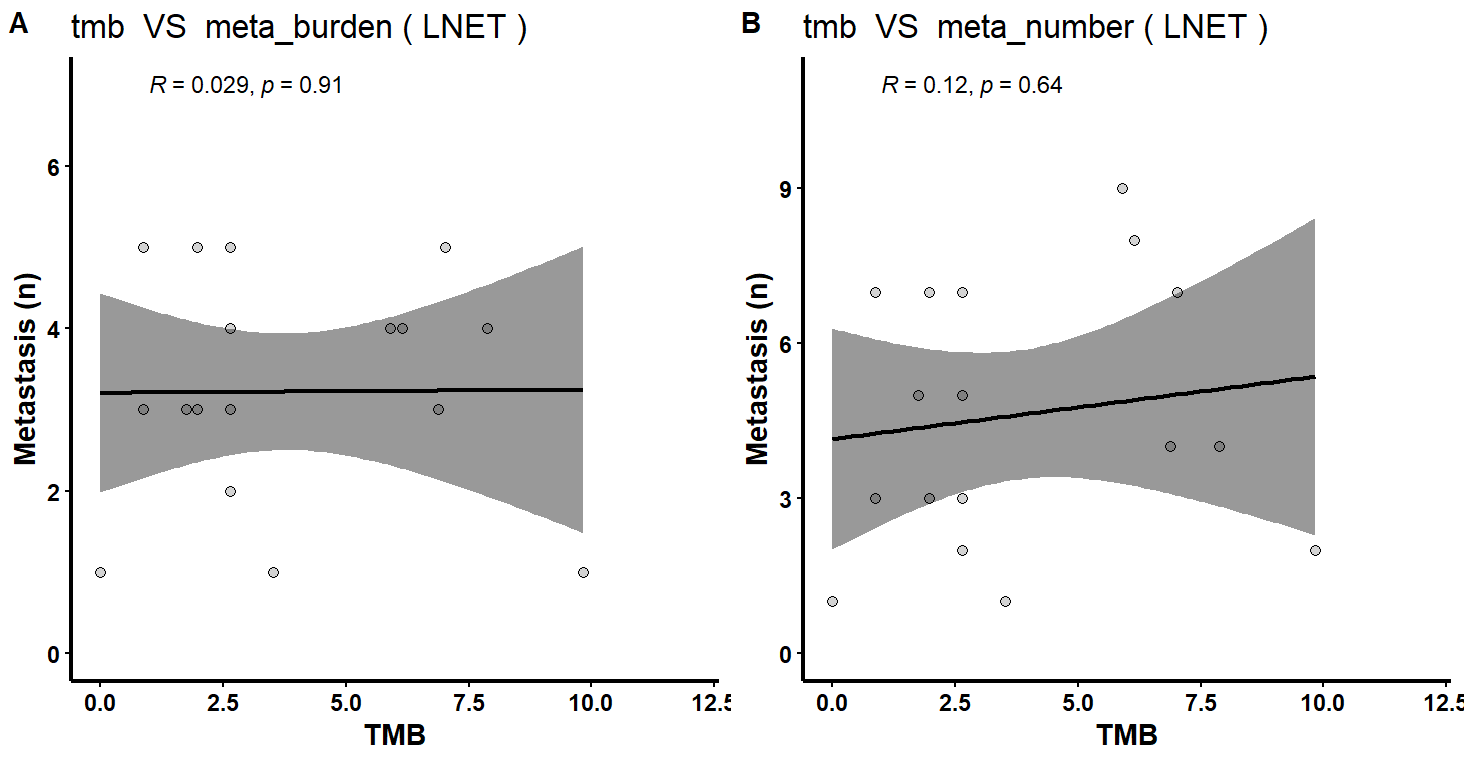 A
tmb VS meta_burden ( LNET )
R = 0.029, p = 0.91
Metastasis (n)
6
4
2
0
0.0 2.5 5.0 7.5 10.0 12.5
TMB
B
tmb VS meta_number ( LNET )
R = 0.12, p = 0.64
Metastasis (n)
9
6
3
0
0.0 2.5 5.0 7.5 10.0 12.5
TMB